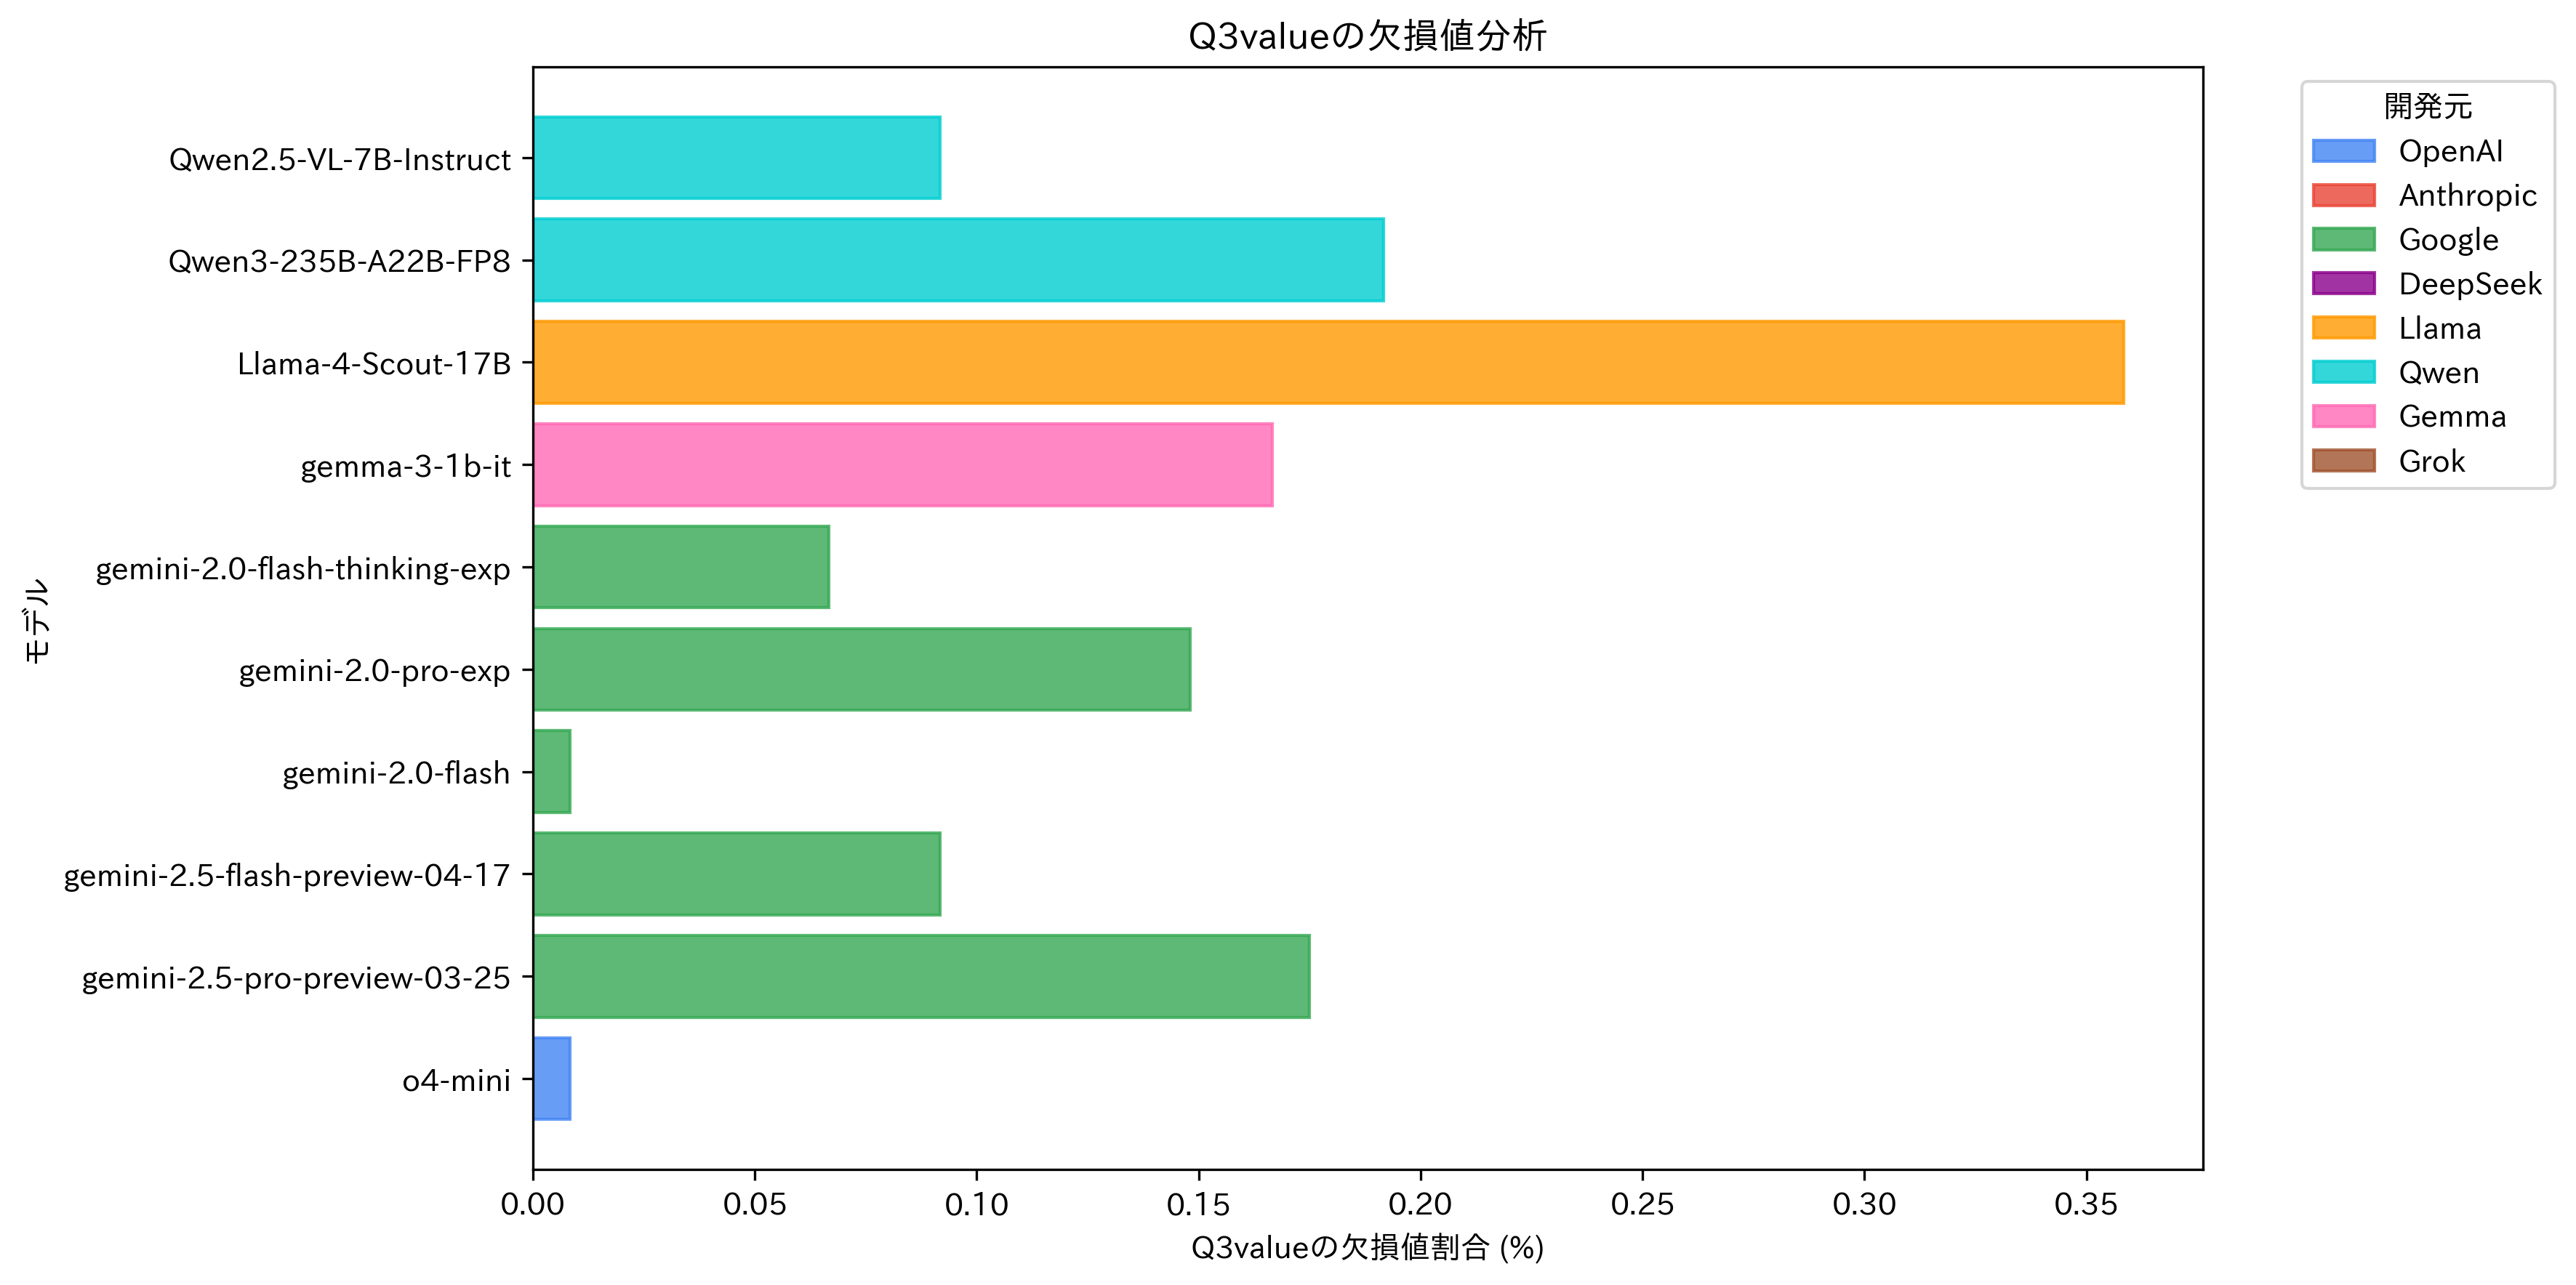 Q3valueの欠損値分析
モデル
Qwen2.5-VL-7B-Instruct
Qwen3-235B-A22B-FP8
Llama-4-Scout-17B
gemma-3-1b-it
gemini-2.0-flash-thinking-exp
gemini-2.0-pro-exp
gemini-2.0-flash
gemini-2.5-flash-preview-04-17
gemini-2.5-pro-preview-03-25
o4-mini
0.00 0.05 0.10 0.15 0.20 0.25 0.30 0.35
Q3valueの欠損値割合 (%)
開発元
OpenAI
Anthropic
Google
DeepSeek
Llama
Qwen
Gemma
Grok